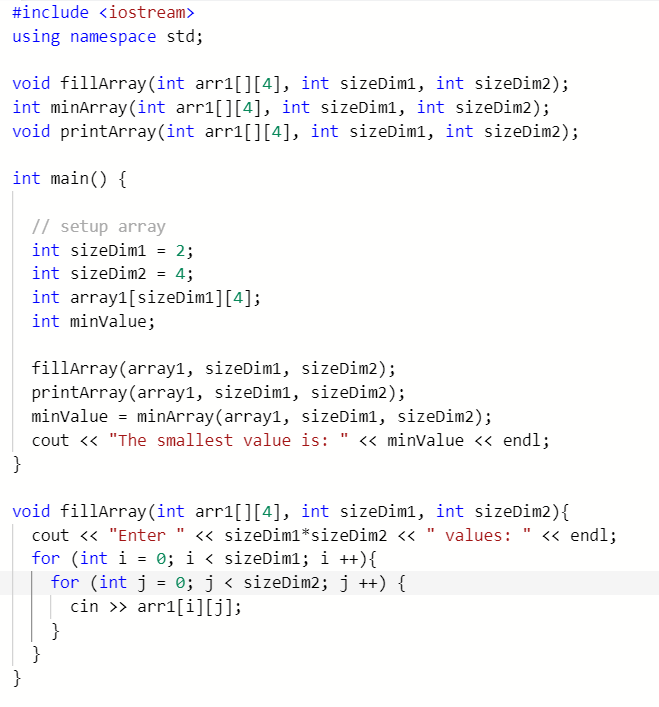 #include <iostream>
using namespace std;

void fillArray(int arr1[][4], int sizeDim1, int sizeDim2);
int minArray(int arr1[][4], int sizeDim1, int sizeDim2);
void printArray(int arr1[][4], int sizeDim1, int sizeDim2);

int main() {

  // setup array
  int sizeDim1 = 2;
  int sizeDim2 = 4;
  int array1[sizeDim1][4];
  int minValue;

  fillArray(array1, sizeDim1, sizeDim2);
  printArray(array1, sizeDim1, sizeDim2);
  minValue = minArray(array1, sizeDim1, sizeDim2);
  cout << "The smallest value is: " << minValue << endl;
}

void fillArray(int arr1[][4], int sizeDim1, int sizeDim2){
  cout << "Enter " << sizeDim1*sizeDim2 << " values: " << endl;
  for (int i = 0; i < sizeDim1; i ++){
    for (int j = 0; j < sizeDim2; j ++) {
      cin >> arr1[i][j];
    }
  }
}